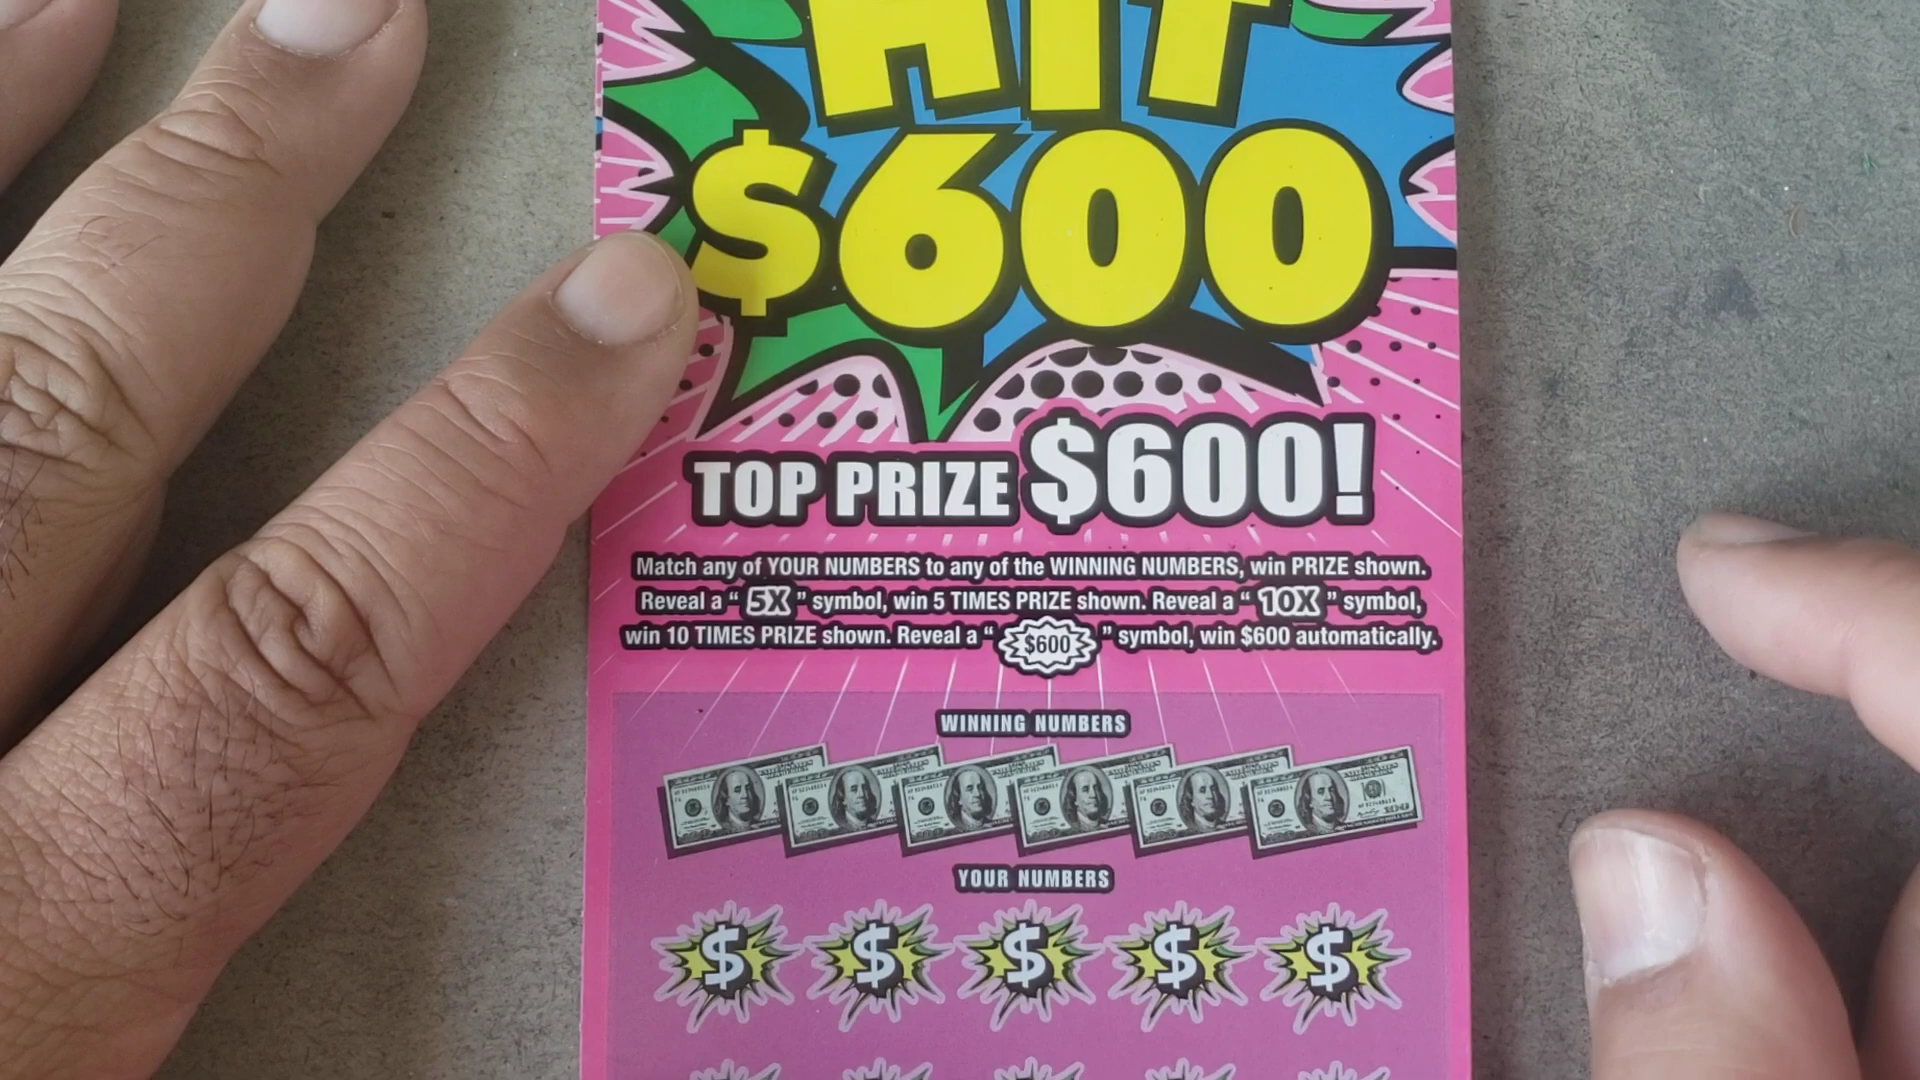 HIT
$600
TOP PRIZE $600!
Match any of YOUR NUMBERS to any of the WINNING NUMBERS, win PRIZE shown.
Reveal a “ 5X ” symbol, win 5 TIMES PRIZE shown. Reveal a “ 10X ” symbol,
win 10 TIMES PRIZE shown. Reveal a “ $600 ” symbol, win $600 automatically.
WINNING NUMBERS
YOUR NUMBERS
$ $ $ $ $